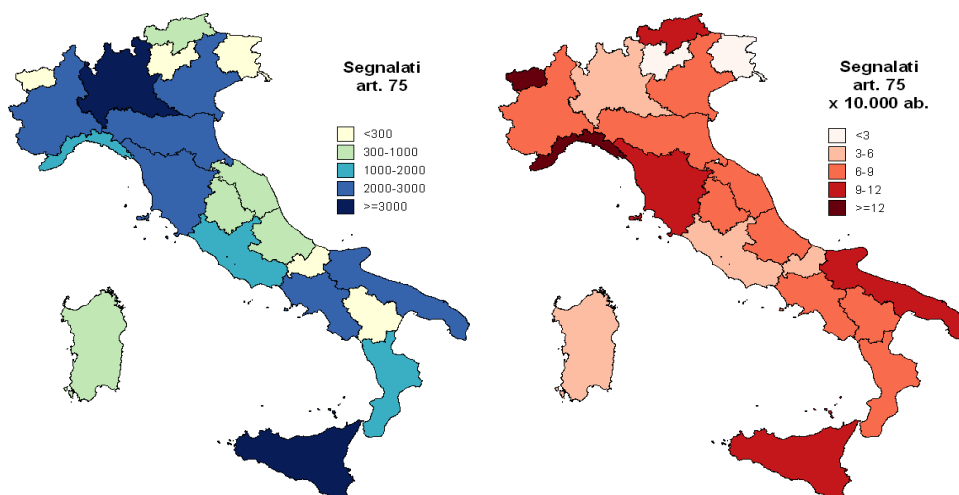 Segnalati
art. 75
<300
300-1000
1000-2000
2000-3000
>=3000
Segnalati
art. 75
x 10.000 ab.
<3
3-6
6-9
9-12
>=12